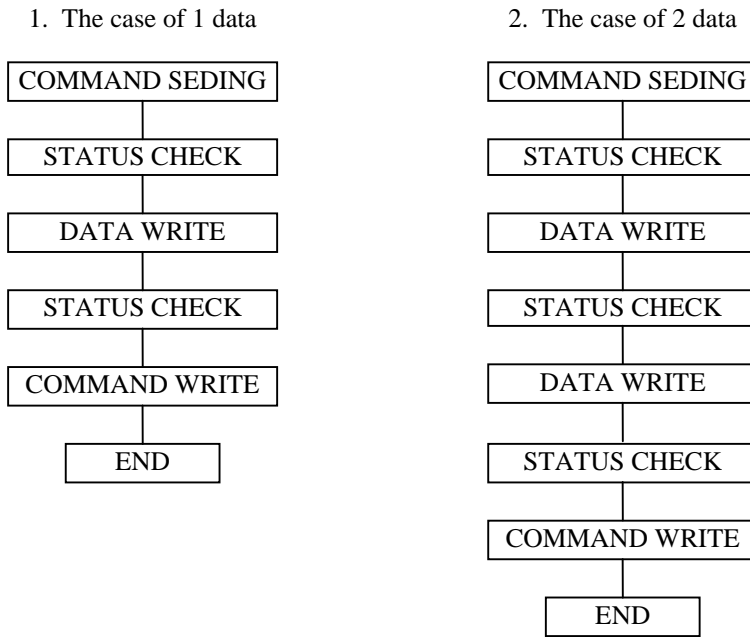 1. The case of 1 data
COMMAND SEDING
STATUS CHECK
DATA WRITE
STATUS CHECK
COMMAND WRITE
END
2. The case of 2 data
COMMAND SEDING
STATUS CHECK
DATA WRITE
STATUS CHECK
DATA WRITE
STATUS CHECK
COMMAND WRITE
END